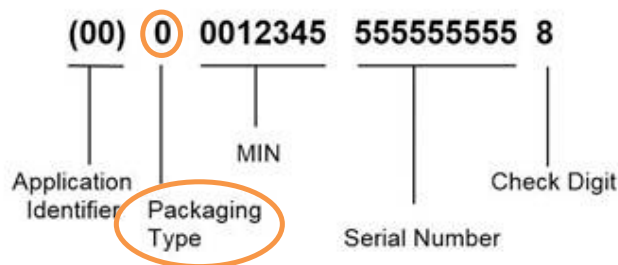 (00) 0 0012345 555555555 8
MIN
Application
Identifier
Packaging
Type
Check Digit
Serial Number